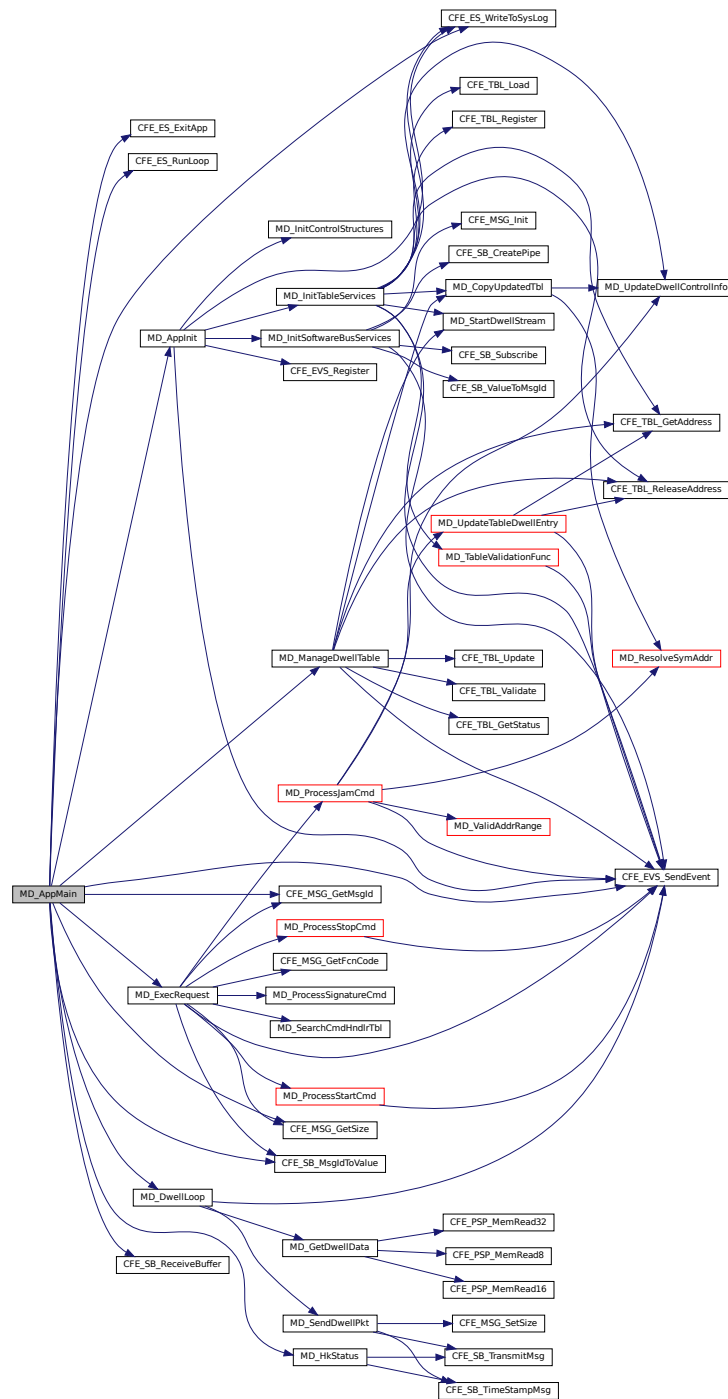 CFE_ES_WriteToSysLog
CFE_TBL_Load
CFE_ES_ExitApp
CFE_TBL_Register
CFE_ES_RunLoop
CFE_MSG_Init
MD_InitControlStructures
CFE_SB_CreatePipe
MD_InitTableServices
MD_CopyUpdatedTbl
MD_UpdateDwellControlInfo
MD_StartDwellStream
MD_AppInit
MD_InitSoftwareBusServices
CFE_SB_Subscribe
CFE_EVS_Register
CFE_SB_ValueToMsgId
CFE_TBL_GetAddress
CFE_TBL_ReleaseAddress
MD_UpdateTableDwellEntry
MD_TableValidationFunc
MD_ManageDwellTable
CFE_TBL_Update
MD_ResolveSymAddr
CFE_TBL_Validate
CFE_TBL_GetStatus
MD_ProcessJamCmd
MD_ValidAddrRange
CFE_EVS_SendEvent
MD_AppMain
CFE_MSG_GetMsgId
MD_ProcessStopCmd
CFE_MSG_GetFcnCode
MD_ExecRequest
MD_ProcessSignatureCmd
MD_SearchCmdHndlrTbl
MD_ProcessStartCmd
CFE_MSG_GetSize
CFE_SB_MsgIdToValue
MD_DwellLoop
CFE_PSP_MemRead32
MD_GetDwellData
CFE_PSP_MemRead8
CFE_SB_ReceiveBuffer
CFE_PSP_MemRead16
MD_SendDwellPkt
CFE_MSG_SetSize
MD_HkStatus
CFE_SB_TransmitMsg
CFE_SB_TimeStampMsg